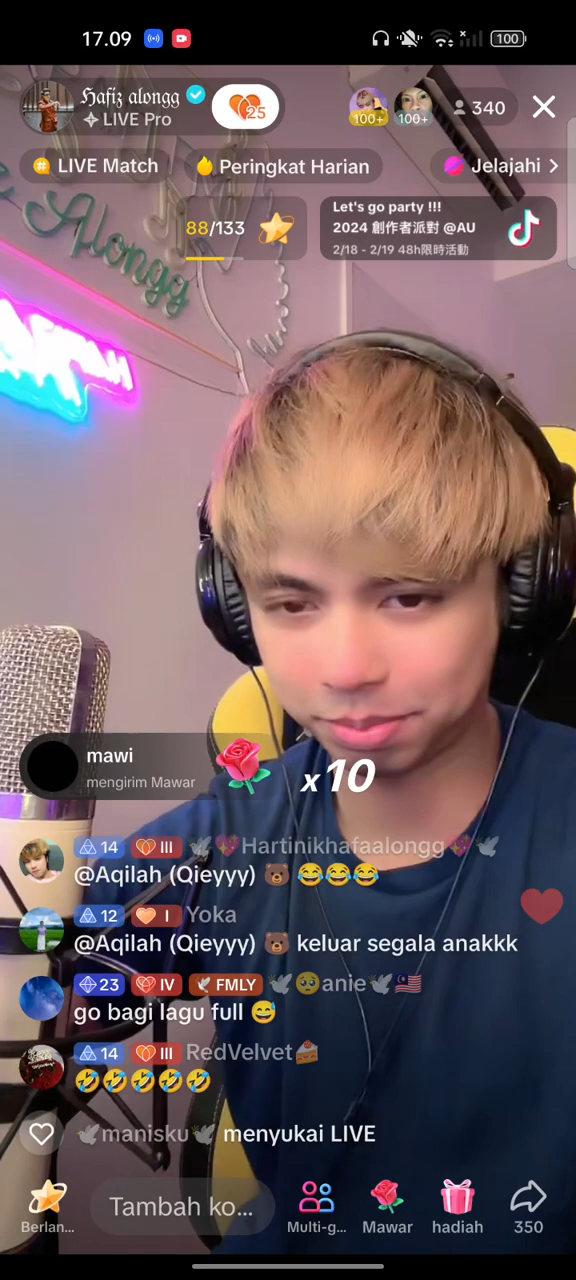 17.09
100
ℌ𝔞𝔣𝔦𝔷 𝔞𝔩𝔬𝔫𝔤𝔤
LIVE Pro
25
100+
100+
340
LIVE Match
Peringkat Harian
Jelajahi >
88/133
Let's go party !!!
2024 創作者派對 @AU
2/18 - 2/19 48h限時活動
Alongg
mawi
mengirim Mawar
x10
14 III 🕊️💖Hartinikhafaalongg💖🕊️
@Aqilah (Qieyyy) 🐻 😂😂😂
12 I Yoka
@Aqilah (Qieyyy) 🐻 keluar segala anakkk
23 IV FMLY 🕊️🥺anie🕊️🇲🇾
go bagi lagu full 😅
14 III RedVelvet🍰
🤣🤣🤣🤣🤣
🕊️manisku🕊️ menyukai LIVE
Berlan...
Tambah ko...
Multi-g...
Mawar
hadiah
350